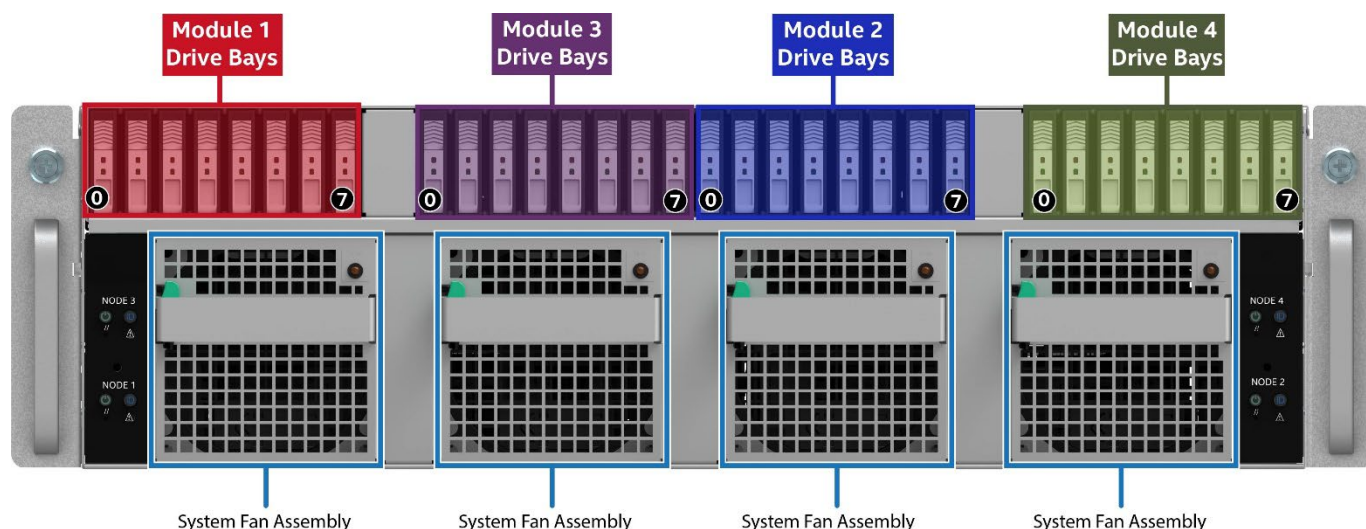 Module 1
Drive Bays
Module 3
Drive Bays
Module 2
Drive Bays
Module 4
Drive Bays
0
7
0
7
0
7
0
7
NODE 3
NODE 4
NODE 1
NODE 2
System Fan Assembly
System Fan Assembly
System Fan Assembly
System Fan Assembly